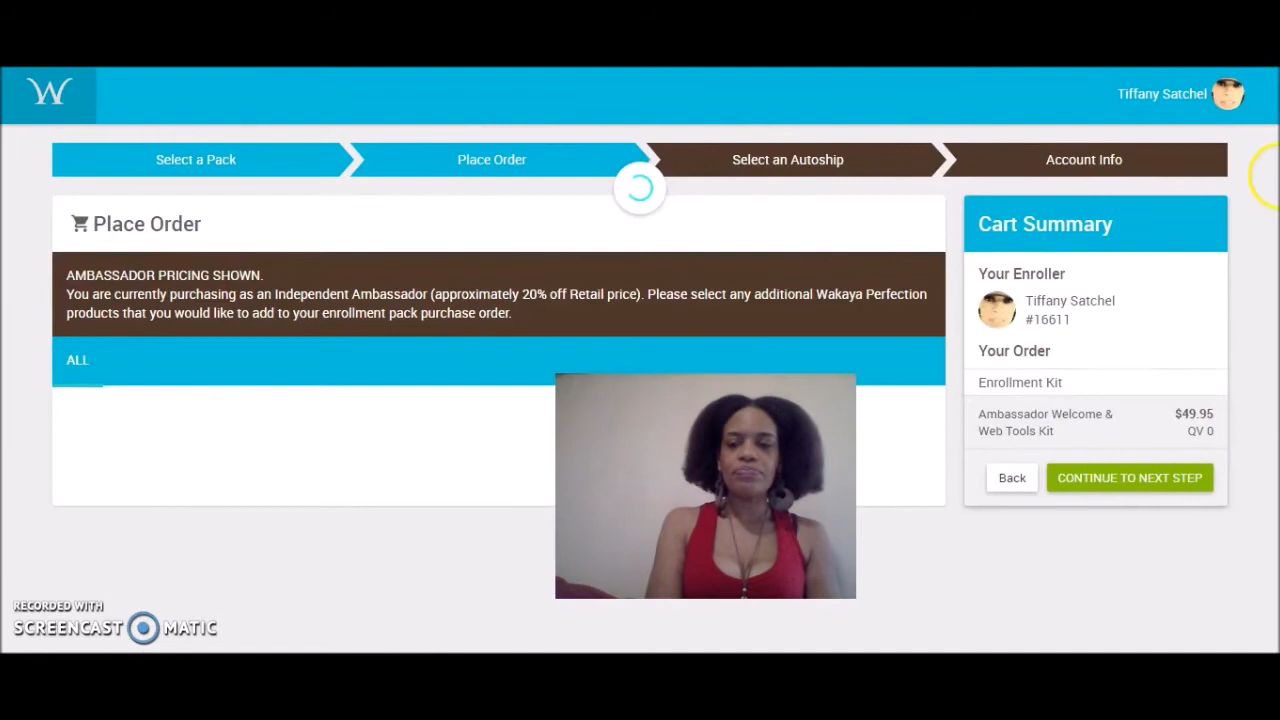 W
Tiffany Satchel
Select a Pack
Place Order
Select an Autoship
Account Info
Place Order
AMBASSADOR PRICING SHOWN.
You are currently purchasing as an Independent Ambassador (approximately 20% off Retail price). Please select any additional Wakaya Perfection
products that you would like to add to your enrollment pack purchase order.
ALL
Cart Summary
Your Enroller
Tiffany Satchel
#16611
Your Order
Enrollment Kit
Ambassador Welcome & $49.95
Web Tools Kit QV 0
Back
CONTINUE TO NEXT STEP
RECORDED WITH
SCREENCAST MATIC